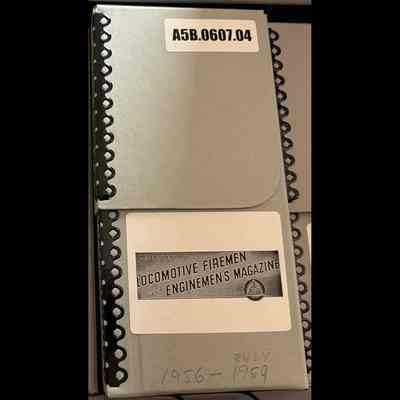 A5B.0607.04
LOCOMOTIVE FIREMEN
ENGINEMEN'S MAGAZINE
JULY
1956 - 1959